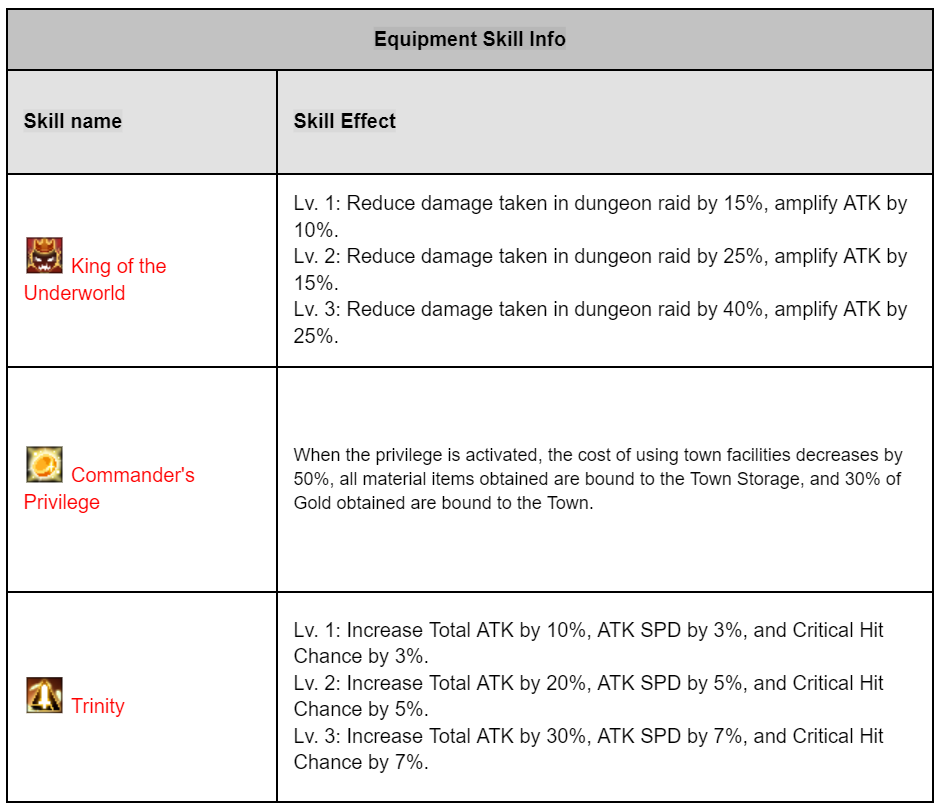 Equipment Skill Info
Skill name
Skill Effect
King of the
Underworld
Lv. 1: Reduce damage taken in dungeon raid by 15%, amplify ATK by
10%.
Lv. 2: Reduce damage taken in dungeon raid by 25%, amplify ATK by
15%.
Lv. 3: Reduce damage taken in dungeon raid by 40%, amplify ATK by
25%.
Commander's
Privilege
When the privilege is activated, the cost of using town facilities decreases by
50%, all material items obtained are bound to the Town Storage, and 30% of
Gold obtained are bound to the Town.
Trinity
Lv. 1: Increase Total ATK by 10%, ATK SPD by 3%, and Critical Hit
Chance by 3%.
Lv. 2: Increase Total ATK by 20%, ATK SPD by 5%, and Critical Hit
Chance by 5%.
Lv. 3: Increase Total ATK by 30%, ATK SPD by 7%, and Critical Hit
Chance by 7%.